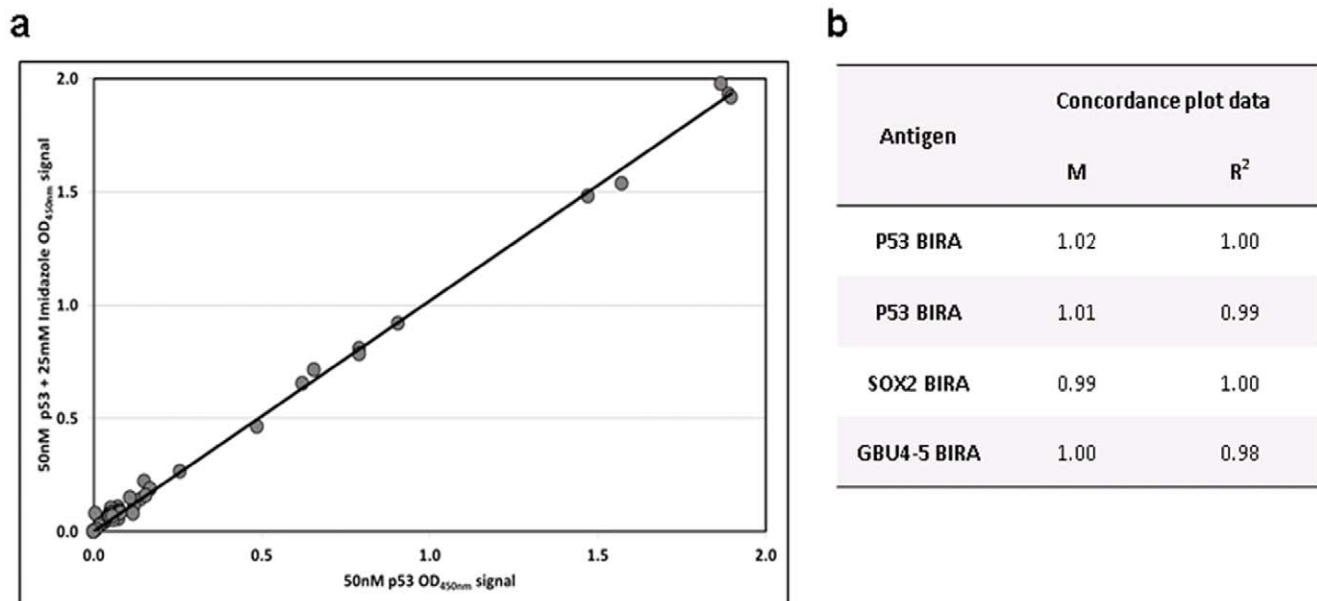 a
2.0
1.5
1.0
0.5
0.0
50nM p53 + 25mM Imidazole OD450nm signal
0.0 0.5 1.0 1.5 2.0
50nM p53 OD450nm signal
b
Antigen
Concordance plot data
M R²
P53 BIRA 1.02 1.00
P53 BIRA 1.01 0.99
SOX2 BIRA 0.99 1.00
GBU4-5 BIRA 1.00 0.98